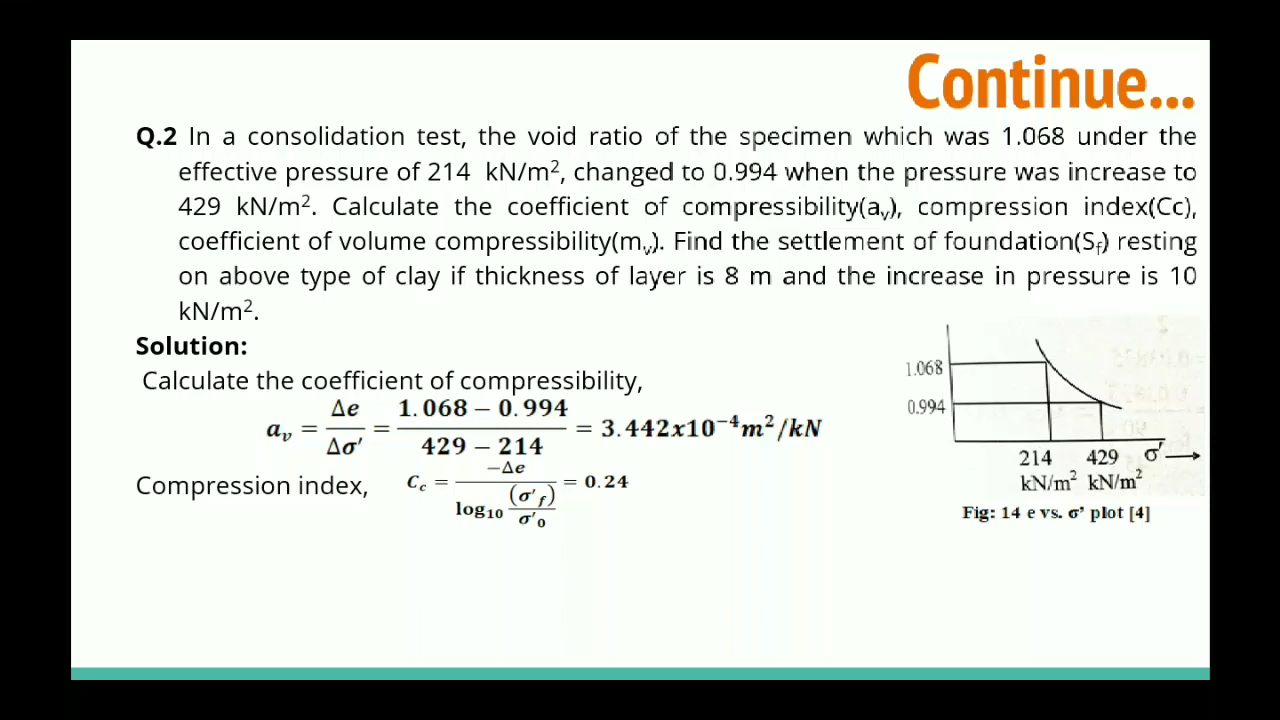 Continue...
Q.2 In a consolidation test, the void ratio of the specimen which was 1.068 under the
effective pressure of 214 kN/m², changed to 0.994 when the pressure was increase to
429 kN/m². Calculate the coefficient of compressibility(aᵥ), compression index(Cc),
coefficient of volume compressibility(mᵥ). Find the settlement of foundation(S_f) resting
on above type of clay if thickness of layer is 8 m and the increase in pressure is 10
kN/m².
Solution:
Calculate the coefficient of compressibility,
aᵥ = Δe / Δσ' = 1.068 − 0.994 / 429 − 214 = 3.442x10⁻⁴m²/kN
Compression index, C_c = −Δe / log₁₀ (σ'_f) / σ'₀ = 0.24
1.068
0.994
214 429 σ'
kN/m² kN/m²
Fig: 14 e vs. σ’ plot [4]